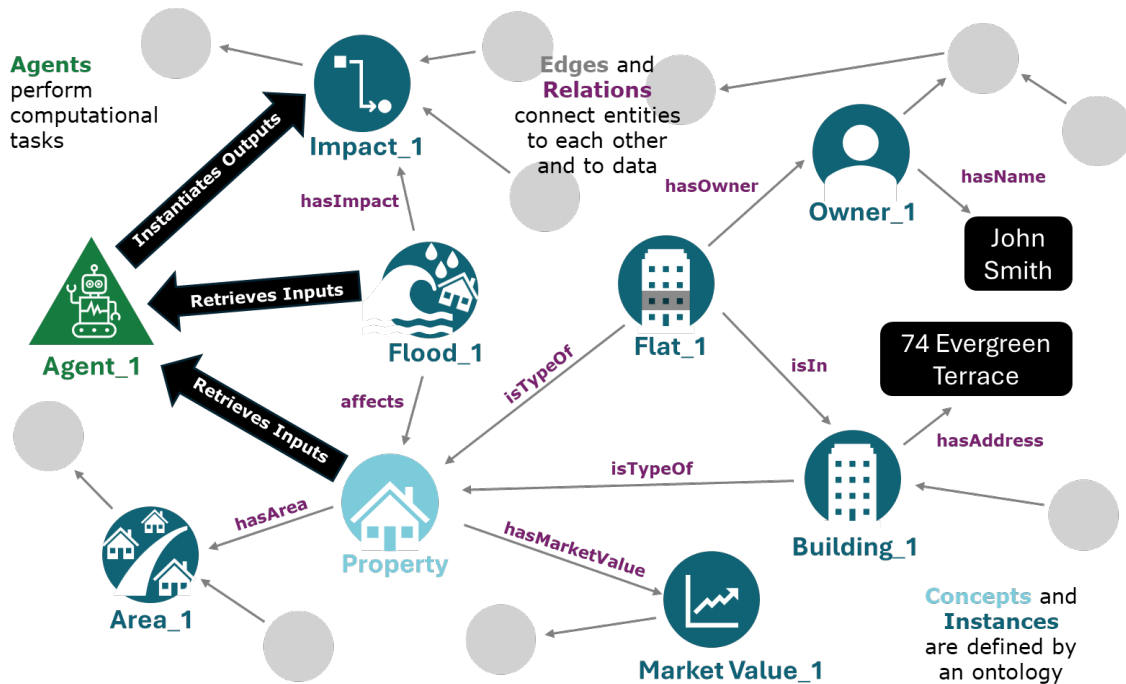 Agents
perform
computational
tasks
Impact_1
Edges and
Relations
connect entities
to each other
and to data
Instantiates Outputs
hasImpact
hasOwner
Owner_1
hasName
John
Smith
Retrieves Inputs
Agent_1
Flood_1
Flat_1
74 Evergreen
Terrace
isIn
isTypeOf
affects
Retrieves Inputs
hasAddress
isTypeOf
hasArea
Property
hasMarketValue
Building_1
Area_1
Market Value_1
Concepts and
Instances
are defined by
an ontology